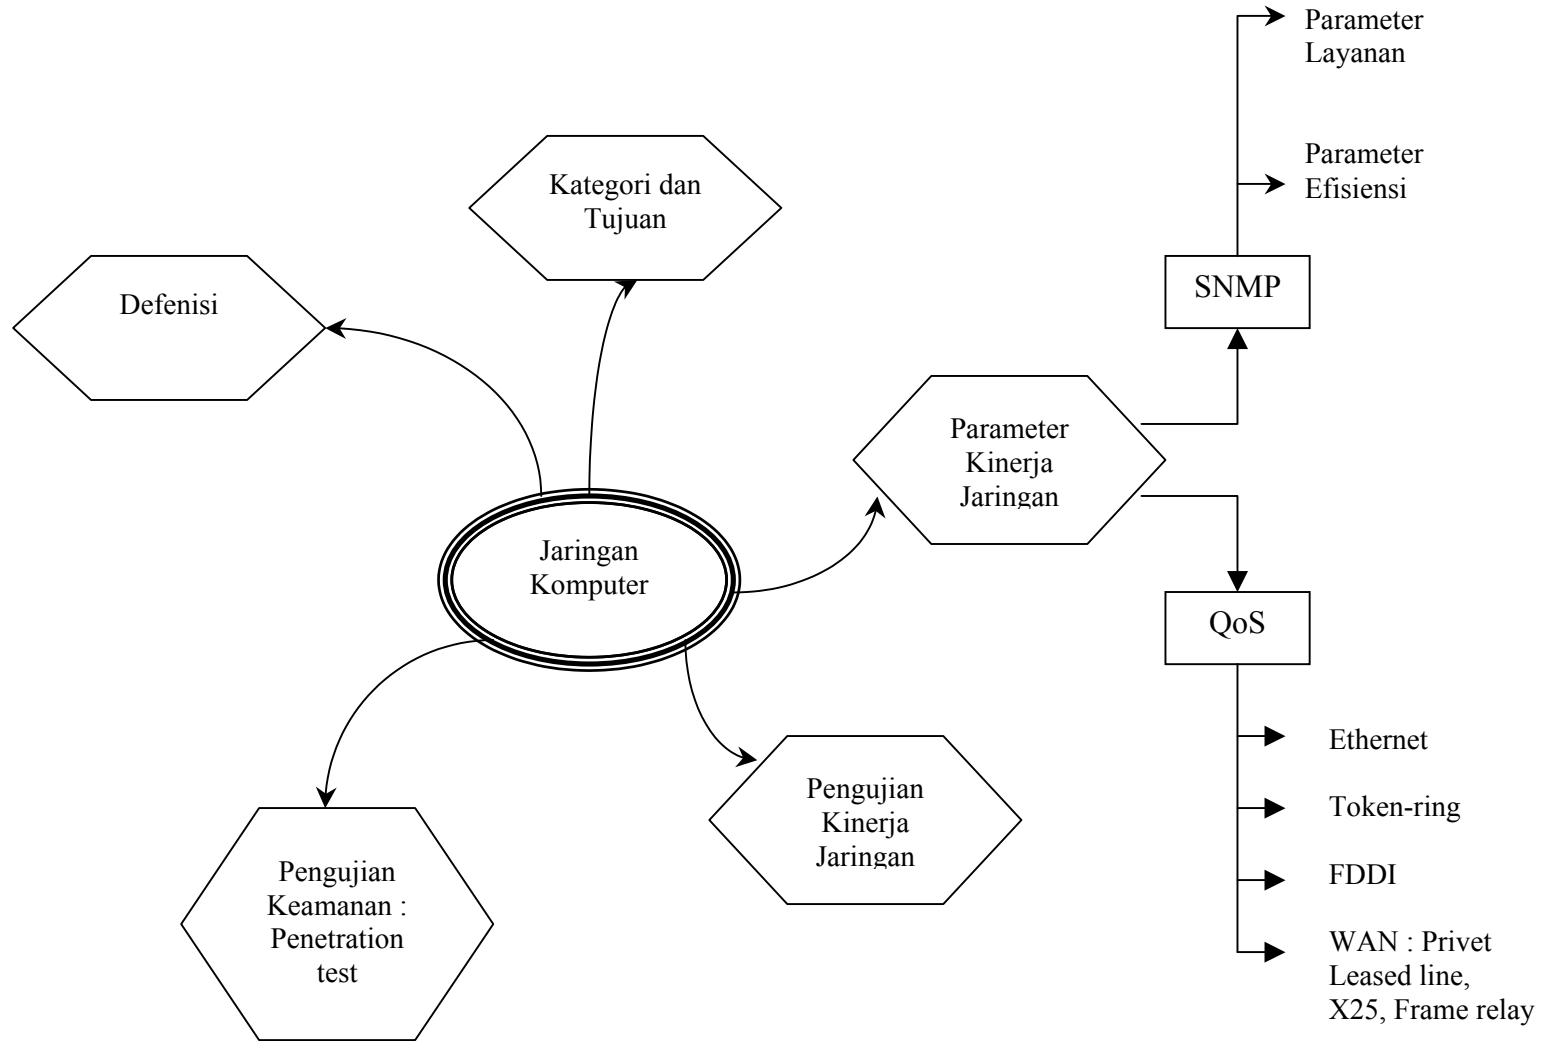 Parameter
Layanan
Parameter
Efisiensi
Kategori dan
Tujuan
Defenisi
SNMP
Parameter
Kinerja
Jaringan
Jaringan
Komputer
QoS
Pengujian
Kinerja
Jaringan
Pengujian
Keamanan :
Penetration
test
Ethernet
Token-ring
FDDI
WAN : Privet
Leased line,
X25, Frame relay